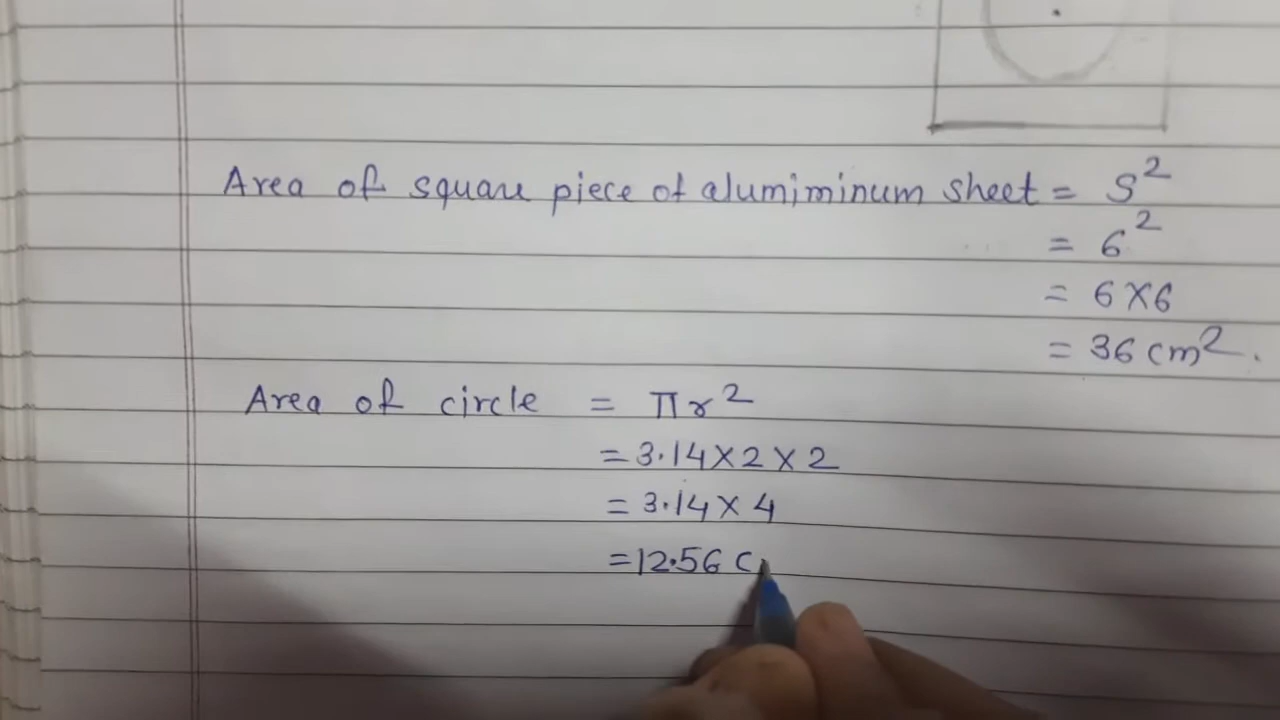 Area of square piece of alumiminum sheet = S²
= 6²
= 6×6
= 36 cm².
Area of circle = πr²
= 3.14×2×2
= 3.14×4
=12.56 c